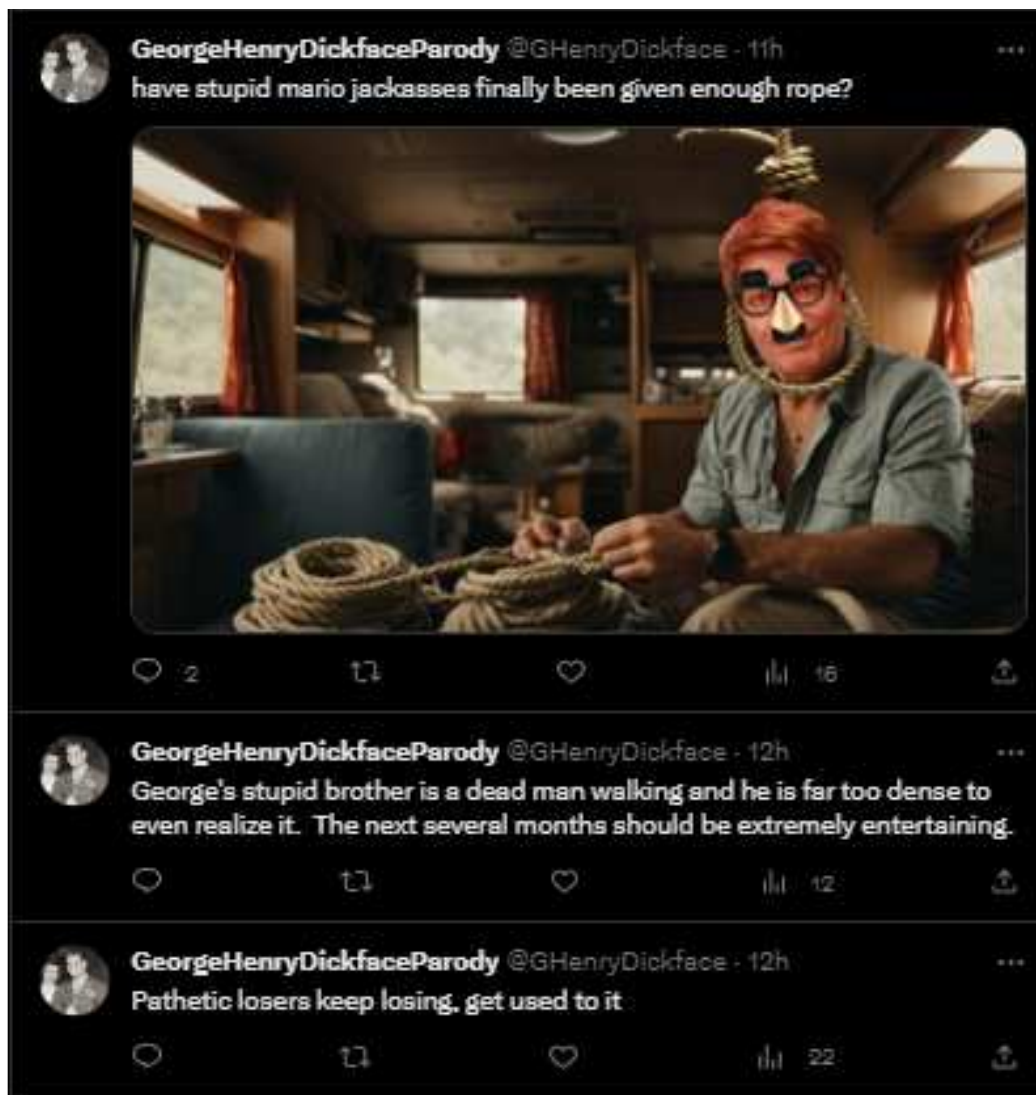 GeorgeHenryDickfaceParody @GHenryDickface · 11h
have stupid mario jackasses finally been given enough rope?
2 16
GeorgeHenryDickfaceParody @GHenryDickface · 12h
George's stupid brother is a dead man walking and he is far too dense to
even realize it. The next several months should be extremely entertaining.
12
GeorgeHenryDickfaceParody @GHenryDickface · 12h
Pathetic losers keep losing. get used to it
22